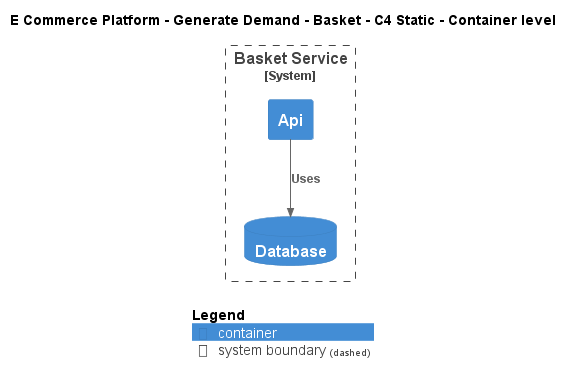 E Commerce Platform - Generate Demand - Basket - C4 Static - Container level
Basket Service
[System]
Api
Uses
Database
Legend
container
system boundary (dashed)